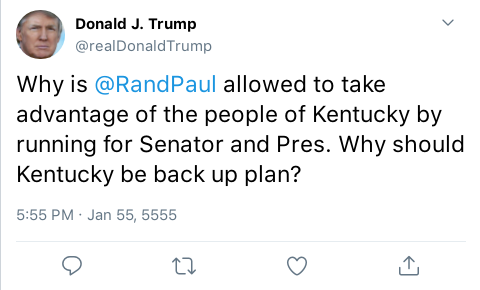 Donald J. Trump
@realDonaldTrump
Why is @RandPaul allowed to take
advantage of the people of Kentucky by
running for Senator and Pres. Why should
Kentucky be back up plan?
5:55 PM · Jan 55, 5555